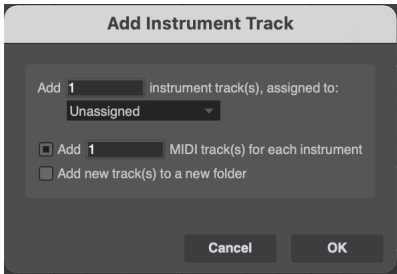 Add Instrument Track
Add 1 instrument track(s), assigned to:
Unassigned
Add 1 MIDI track(s) for each instrument
Add new track(s) to a new folder
Cancel OK